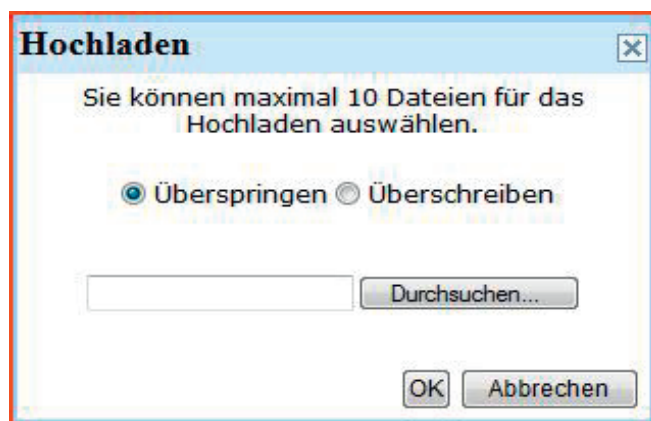 Hochladen
Sie können maximal 10 Dateien für das
Hochladen auswählen.
Überspringen Überschreiben
Durchsuchen...
OK Abbrechen